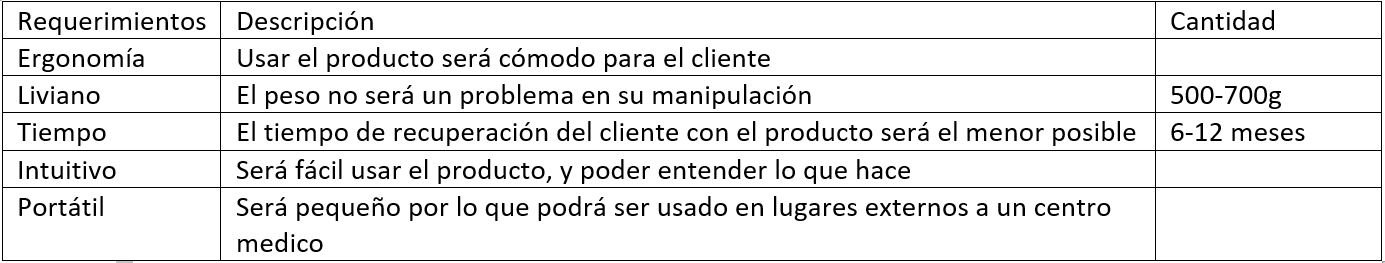 Requerimientos Descripción Cantidad
Ergonomía Usar el producto será cómodo para el cliente
Liviano El peso no será un problema en su manipulación 500-700g
Tiempo El tiempo de recuperación del cliente con el producto será el menor posible 6-12 meses
Intuitivo Será fácil usar el producto, y poder entender lo que hace
Portátil Será pequeño por lo que podrá ser usado en lugares externos a un centro
medico